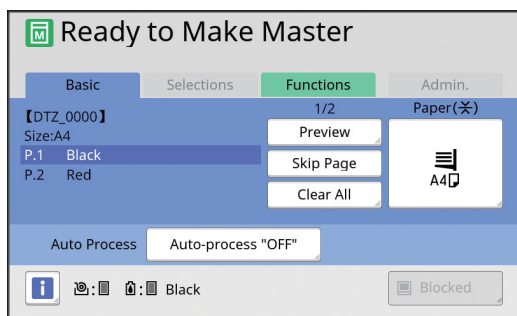 M Ready to Make Master
Basic Selections Functions Admin.
【DTZ_0000】 1/2 Paper(⚹)
Size:A4 Preview
P.1 Black Skip Page
P.2 Red A4
Clear All
Auto Process Auto-process "OFF"
i : : Black Blocked